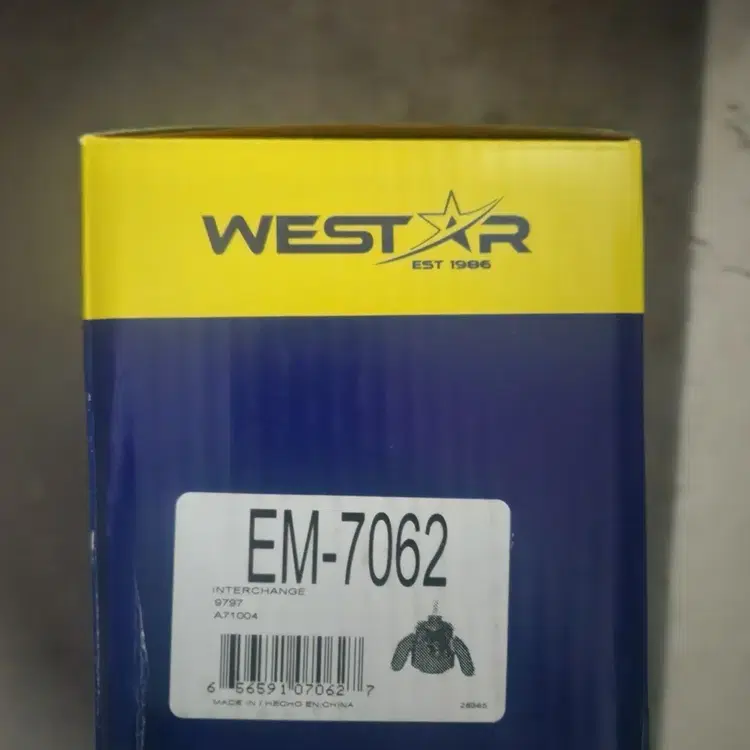 WESTAR
EST 1986
EM-7062
INTERCHANGE
9797
A71004
6 56591 07062 7
MADE IN / HECHO EN:CHINA